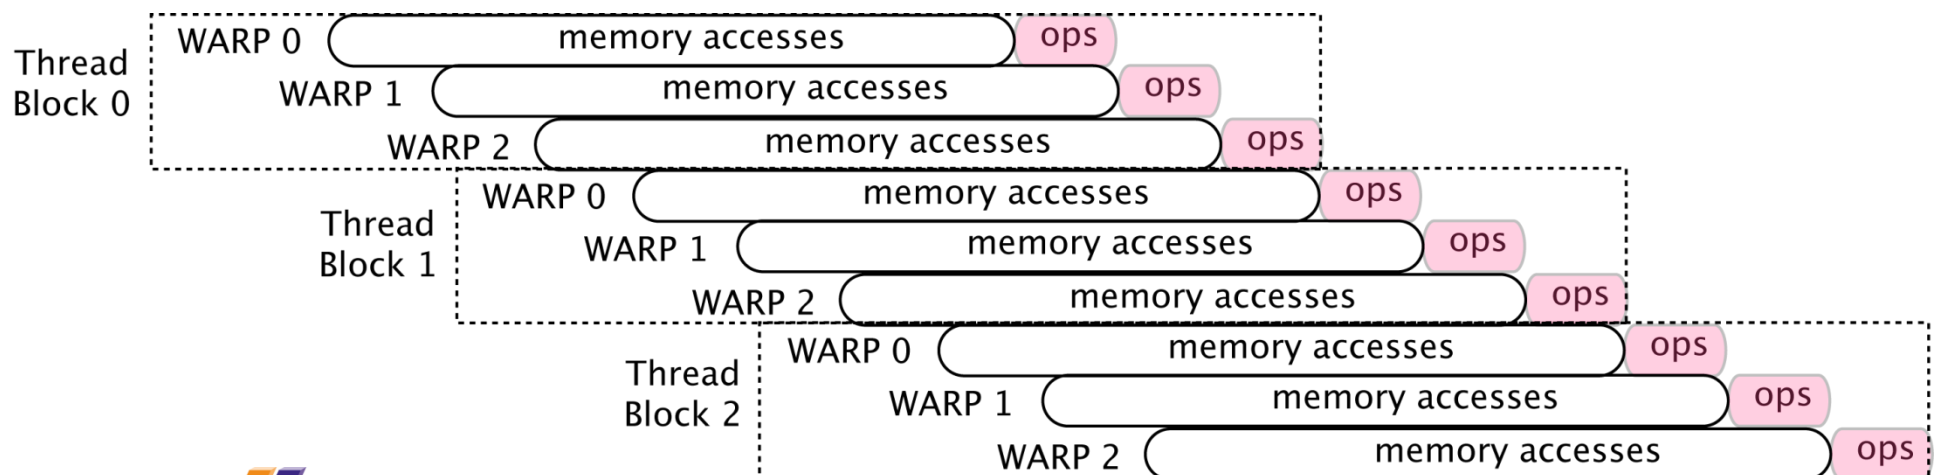 WARP 0 memory accesses ops
Thread
Block 0
WARP 1 memory accesses ops
WARP 2 memory accesses ops
WARP 0 memory accesses ops
Thread
Block 1
WARP 1 memory accesses ops
WARP 2 memory accesses ops
WARP 0 memory accesses ops
Thread
Block 2
WARP 1 memory accesses ops
WARP 2 memory accesses ops